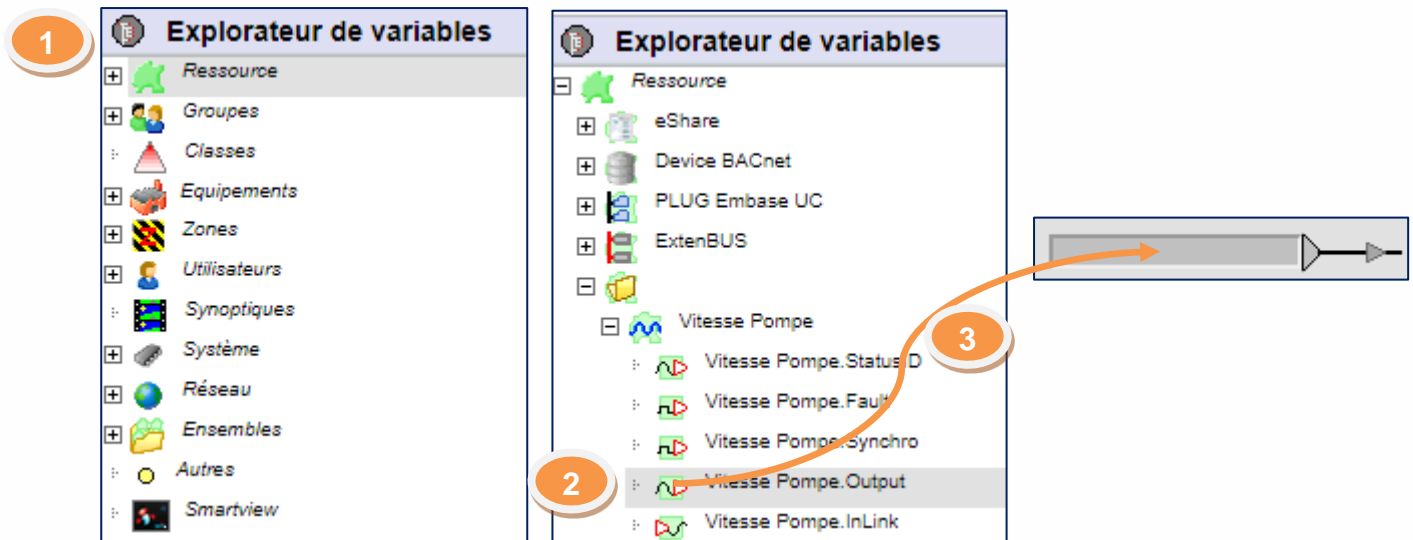 1
Explorateur de variables
Ressource
Groupes
Classes
Equipements
Zones
Utilisateurs
Synoptiques
Système
Réseau
Ensembles
Autres
Smartview
Explorateur de variables
Ressource
eShare
Device BACnet
PLUG Embase UC
ExtenBUS
Vitesse Pompe
3
Vitesse Pompe.StatusID
Vitesse Pompe.Fault
Vitesse Pompe.Synchro
2
Vitesse Pompe.Output
Vitesse Pompe.InLink